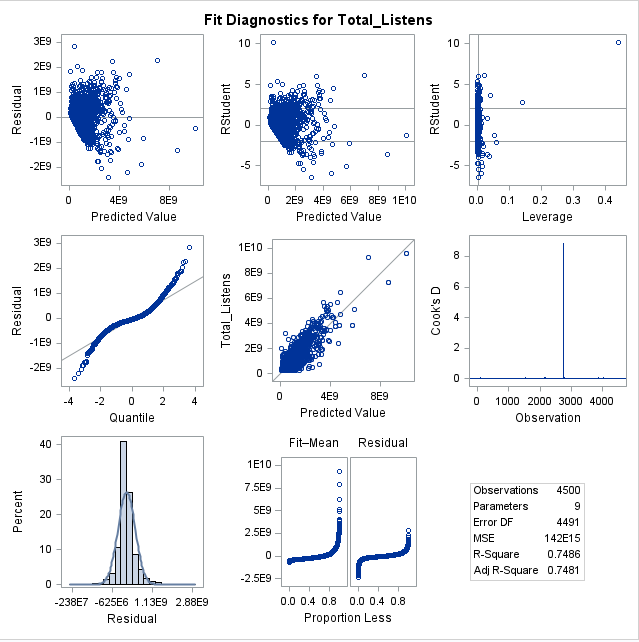 Fit Diagnostics for Total_Listens
3E9
2E9
1E9
0
-1E9
-2E9
Residual
0 4E9 8E9
Predicted Value
10
5
0
-5
RStudent
0 2E9 4E9 6E9 8E9 1E10
Predicted Value
10
5
0
-5
RStudent
0.0 0.1 0.2 0.3 0.4
Leverage
3E9
2E9
1E9
0
-1E9
-2E9
Residual
-4 -2 0 2 4
Quantile
1E10
8E9
6E9
4E9
2E9
0
Total_Listens
0 4E9 8E9
Predicted Value
8
6
4
2
0
Cook's D
0 1000 2000 3000 4000
Observation
40
30
20
10
0
Percent
-238E7 -625E6 1.13E9 2.88E9
Residual
Fit–Mean Residual
1E10
7.5E9
5E9
2.5E9
0
-2.5E9
0.0 0.4 0.8 0.0 0.4 0.8
Proportion Less
Observations 4500
Parameters 9
Error DF 4491
MSE 142E15
R-Square 0.7486
Adj R-Square 0.7481